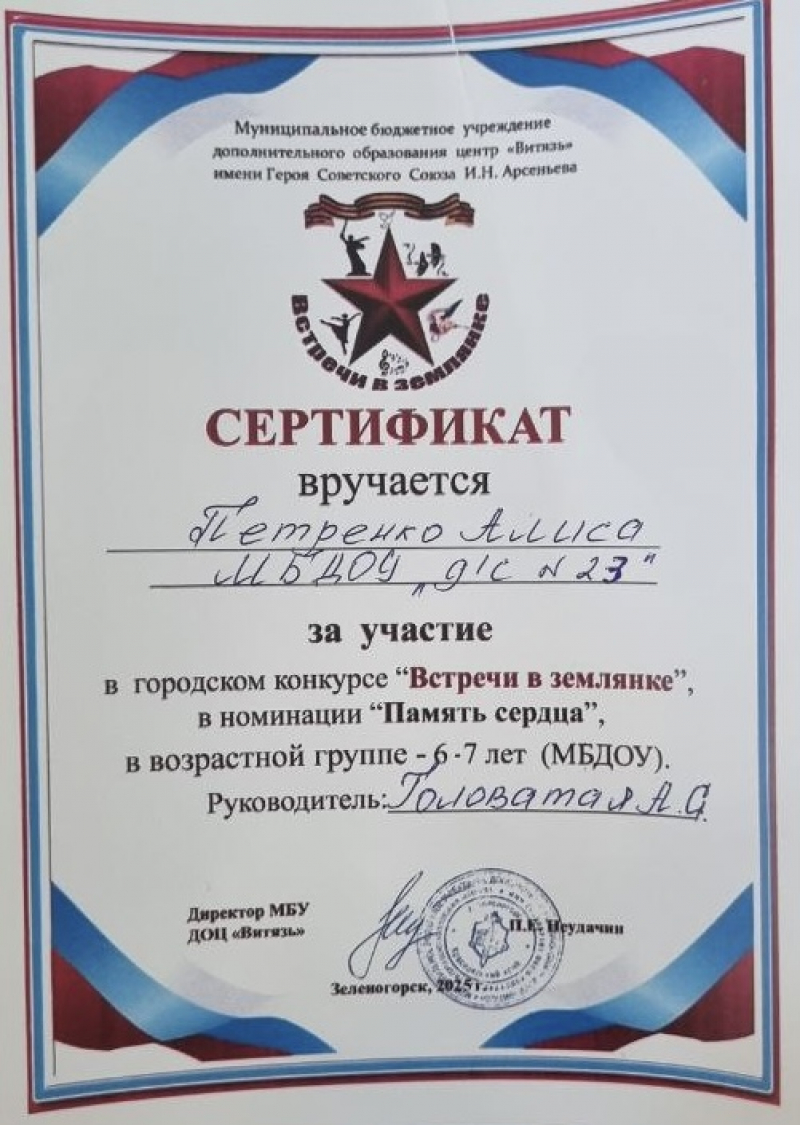 Муниципальное бюджетное учреждение
дополнительного образования центр «Витязь»
имени Героя Советского Союза И.Н. Арсеньева
Встречи в землянке
СЕРТИФИКАТ
вручается
Петренко Алиса
МБДОУ „д/с N 23"
за участие
в городском конкурсе “Встречи в землянке”,
в номинации “Память сердца”,
в возрастной группе - 6 -7 лет (МБДОУ).
Руководитель: Головатая А.С.
Директор МБУ
ДОЦ «Витязь»
П.Е. Неудачин
Зеленогорск, 2025 г.